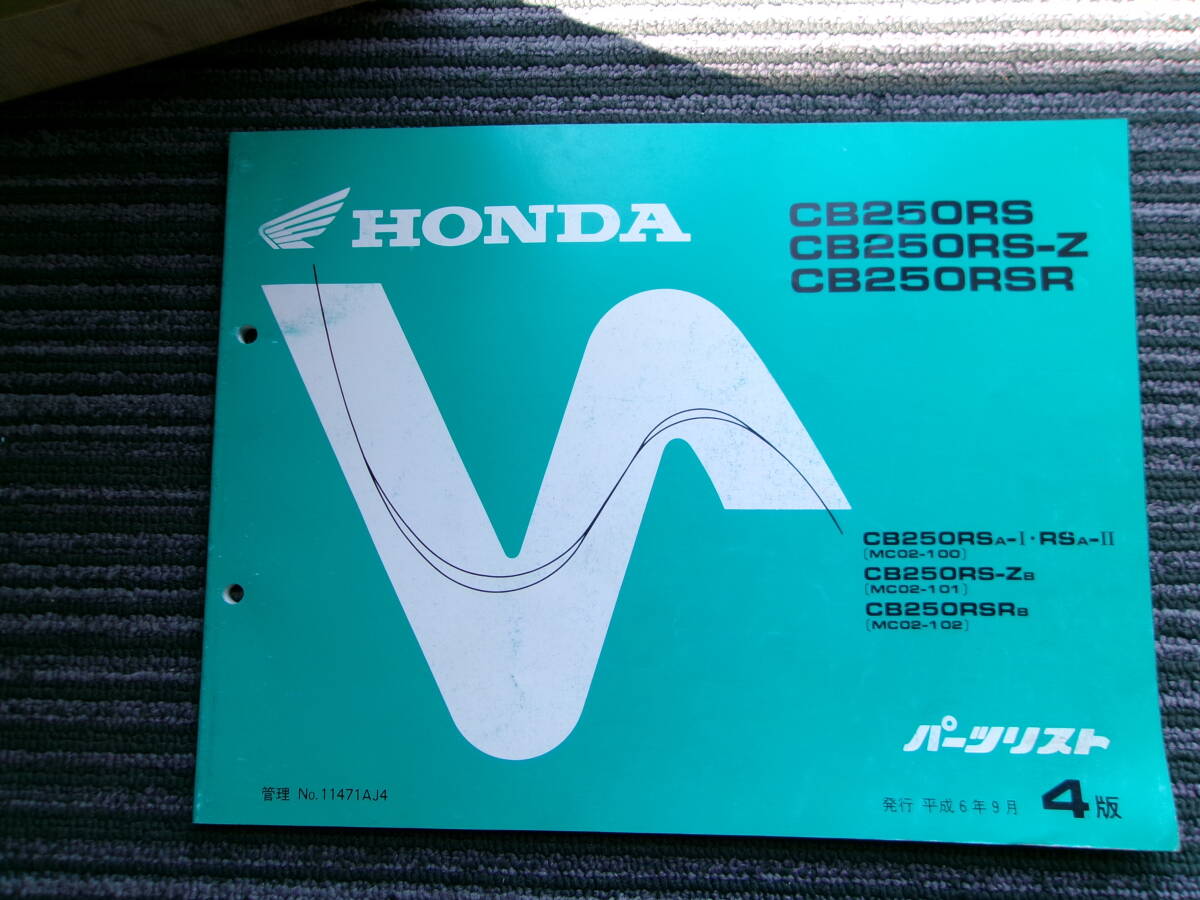 HONDA
CB250RS
CB250RS-Z
CB250RSR
CB250RSA-I・RSA-II
(MC02-100)
CB250RS-ZB
(MC02-101)
CB250RSRB
(MC02-102)
パーツリスト
管理 No.11471AJ4
発行 平成6年9月 4版